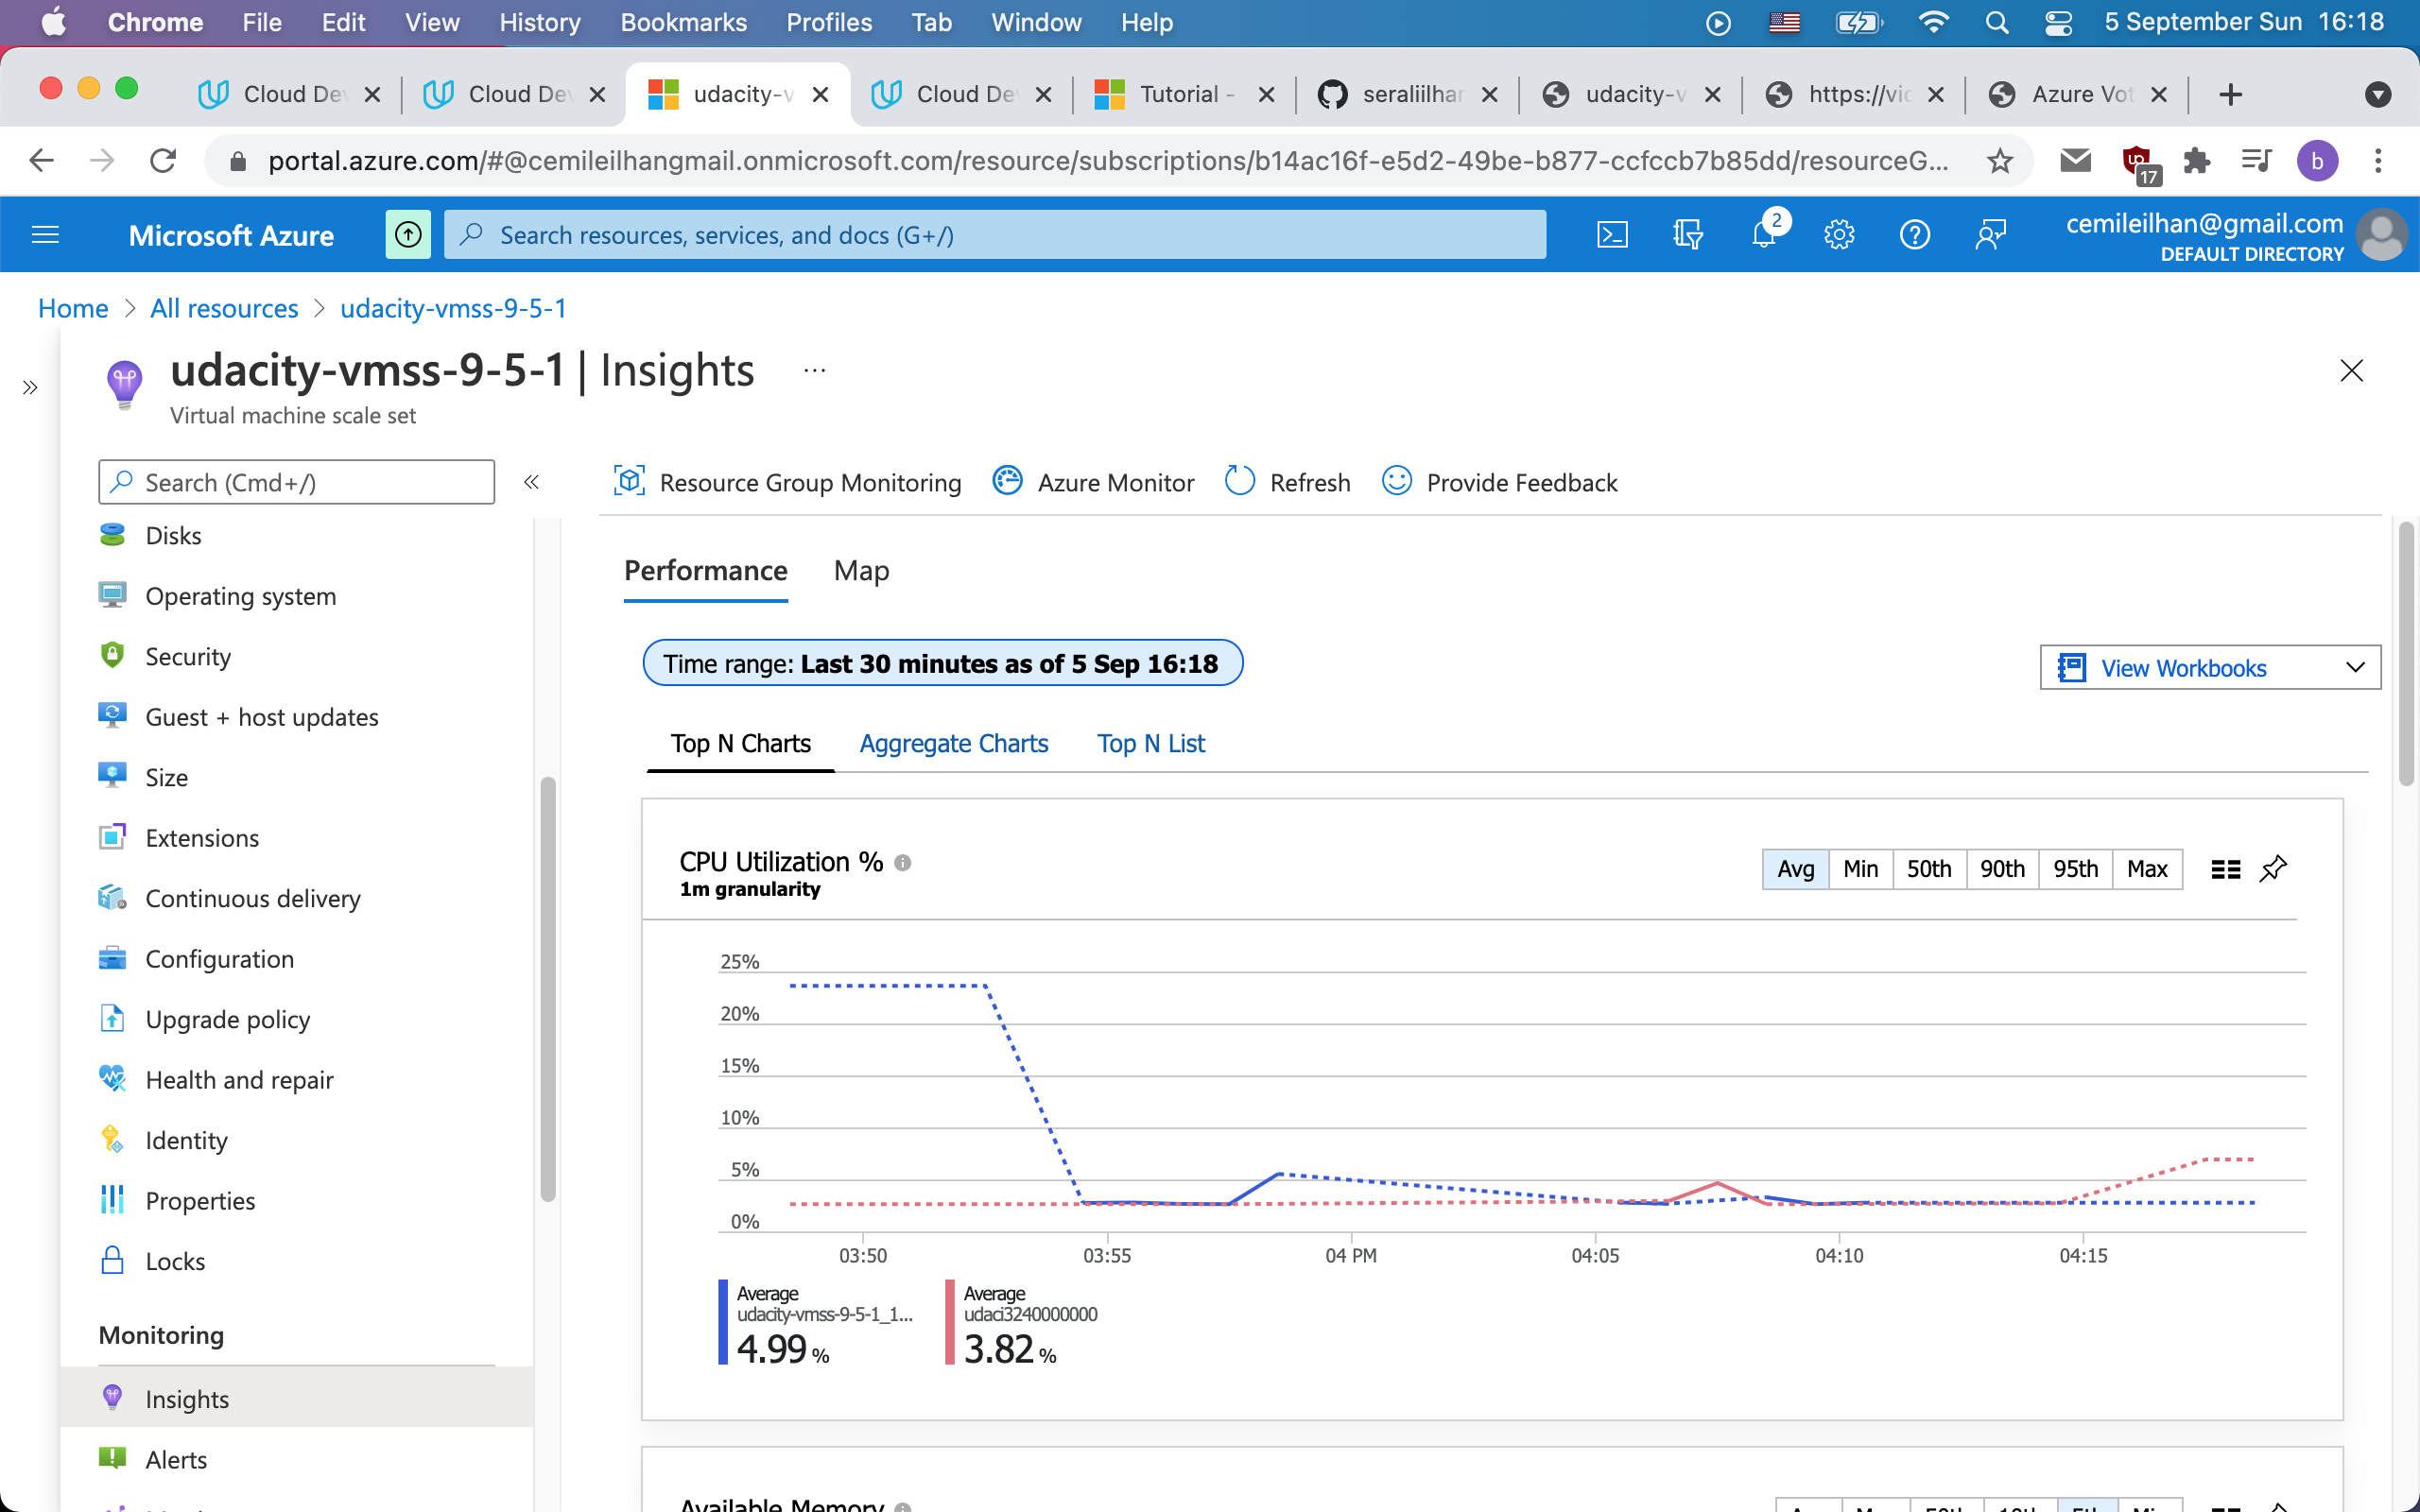 Chrome File Edit View History Bookmarks Profiles Tab Window Help 5 September Sun 16:18
Cloud Dev Cloud Dev udacity-v Cloud De Tutorial - seraliilhan udacity-v https://vic Azure Vot
portal.azure.com/#@cemileilhangmail.onmicrosoft.com/resource/subscriptions/b14ac16f-e5d2-49be-b877-ccfccb7b85dd/resourceG... 17 b
Microsoft Azure Search resources, services, and docs (G+/) 2 cemileilhan@gmail.com
DEFAULT DIRECTORY
Home > All resources > udacity-vmss-9-5-1
udacity-vmss-9-5-1 | Insights ...
Virtual machine scale set
Search (Cmd+/)
Disks
Operating system
Security
Guest + host updates
Size
Extensions
Continuous delivery
Configuration
Upgrade policy
Health and repair
Identity
Properties
Locks
Monitoring
Insights
Alerts
Resource Group Monitoring Azure Monitor Refresh Provide Feedback
Performance Map
Time range: Last 30 minutes as of 5 Sep 16:18
View Workbooks
Top N Charts Aggregate Charts Top N List
CPU Utilization %
1m granularity
Avg Min 50th 90th 95th Max
25%
20%
15%
10%
5%
0%
03:50 03:55 04 PM 04:05 04:10 04:15
Average
udacity-vmss-9-5-1_1...
4.99 %
Average
udaci3240000000
3.82 %
Available Memory